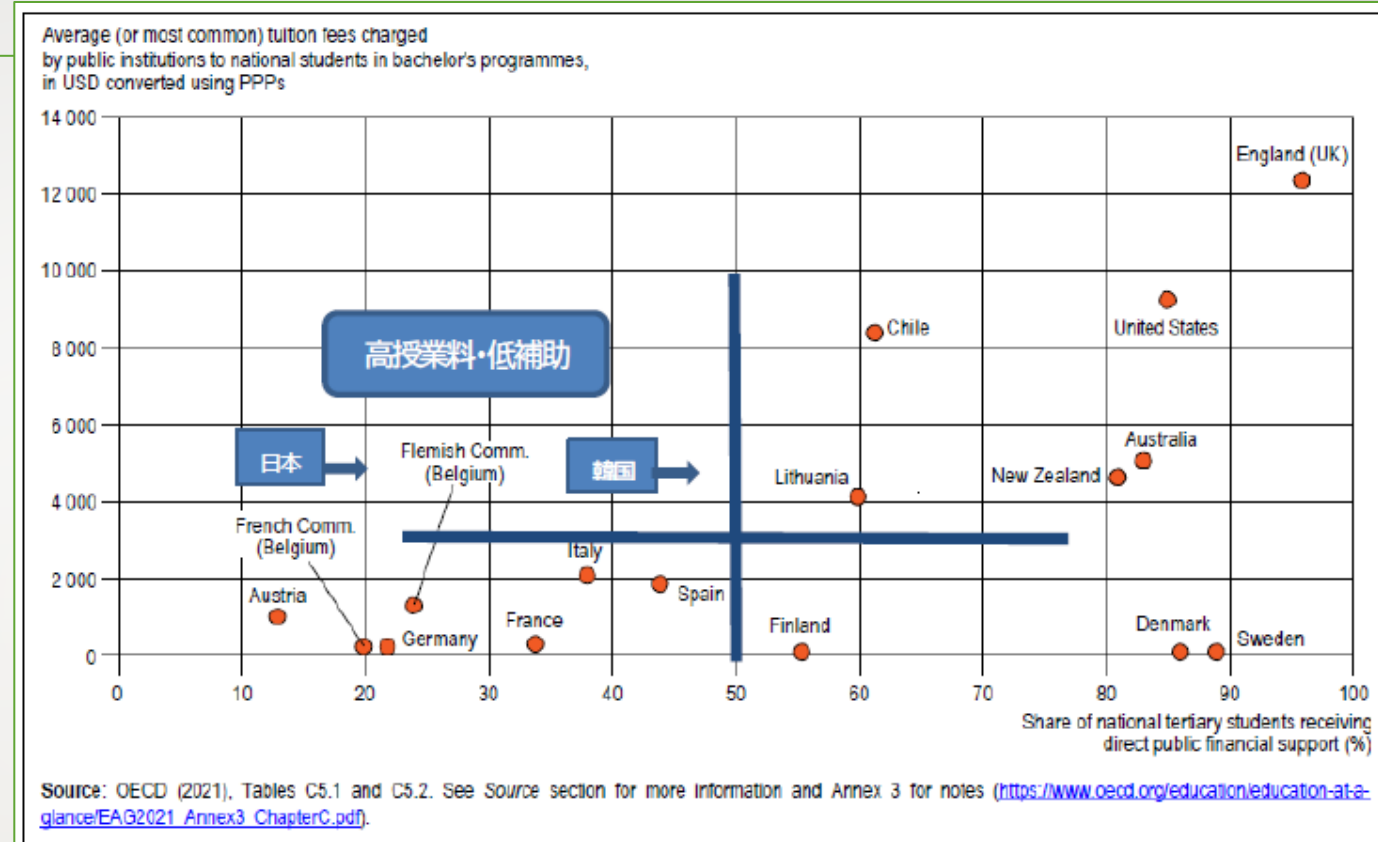 Average (or most common) tuition fees charged
by public institutions to national students in bachelor's programmes,
in USD converted using PPPs
14 000
England (UK)
12 000
10 000
Chile
United States
8 000
高授業料・低補助
6 000
日本
Flemish Comm.
(Belgium)
韓国
Australia
Lithuania
New Zealand
4 000
French Comm.
(Belgium)
Italy
2 000
Austria
Spain
France
Germany
Finland
Denmark
Sweden
0
0 10 20 30 40 50 60 70 80 90 100
Share of national tertiary students receiving
direct public financial support (%)
Source: OECD (2021), Tables C5.1 and C5.2. See Source section for more information and Annex 3 for notes (https://www.oecd.org/education/education-at-a-
glance/EAG2021_Annex3_ChapterC.pdf).